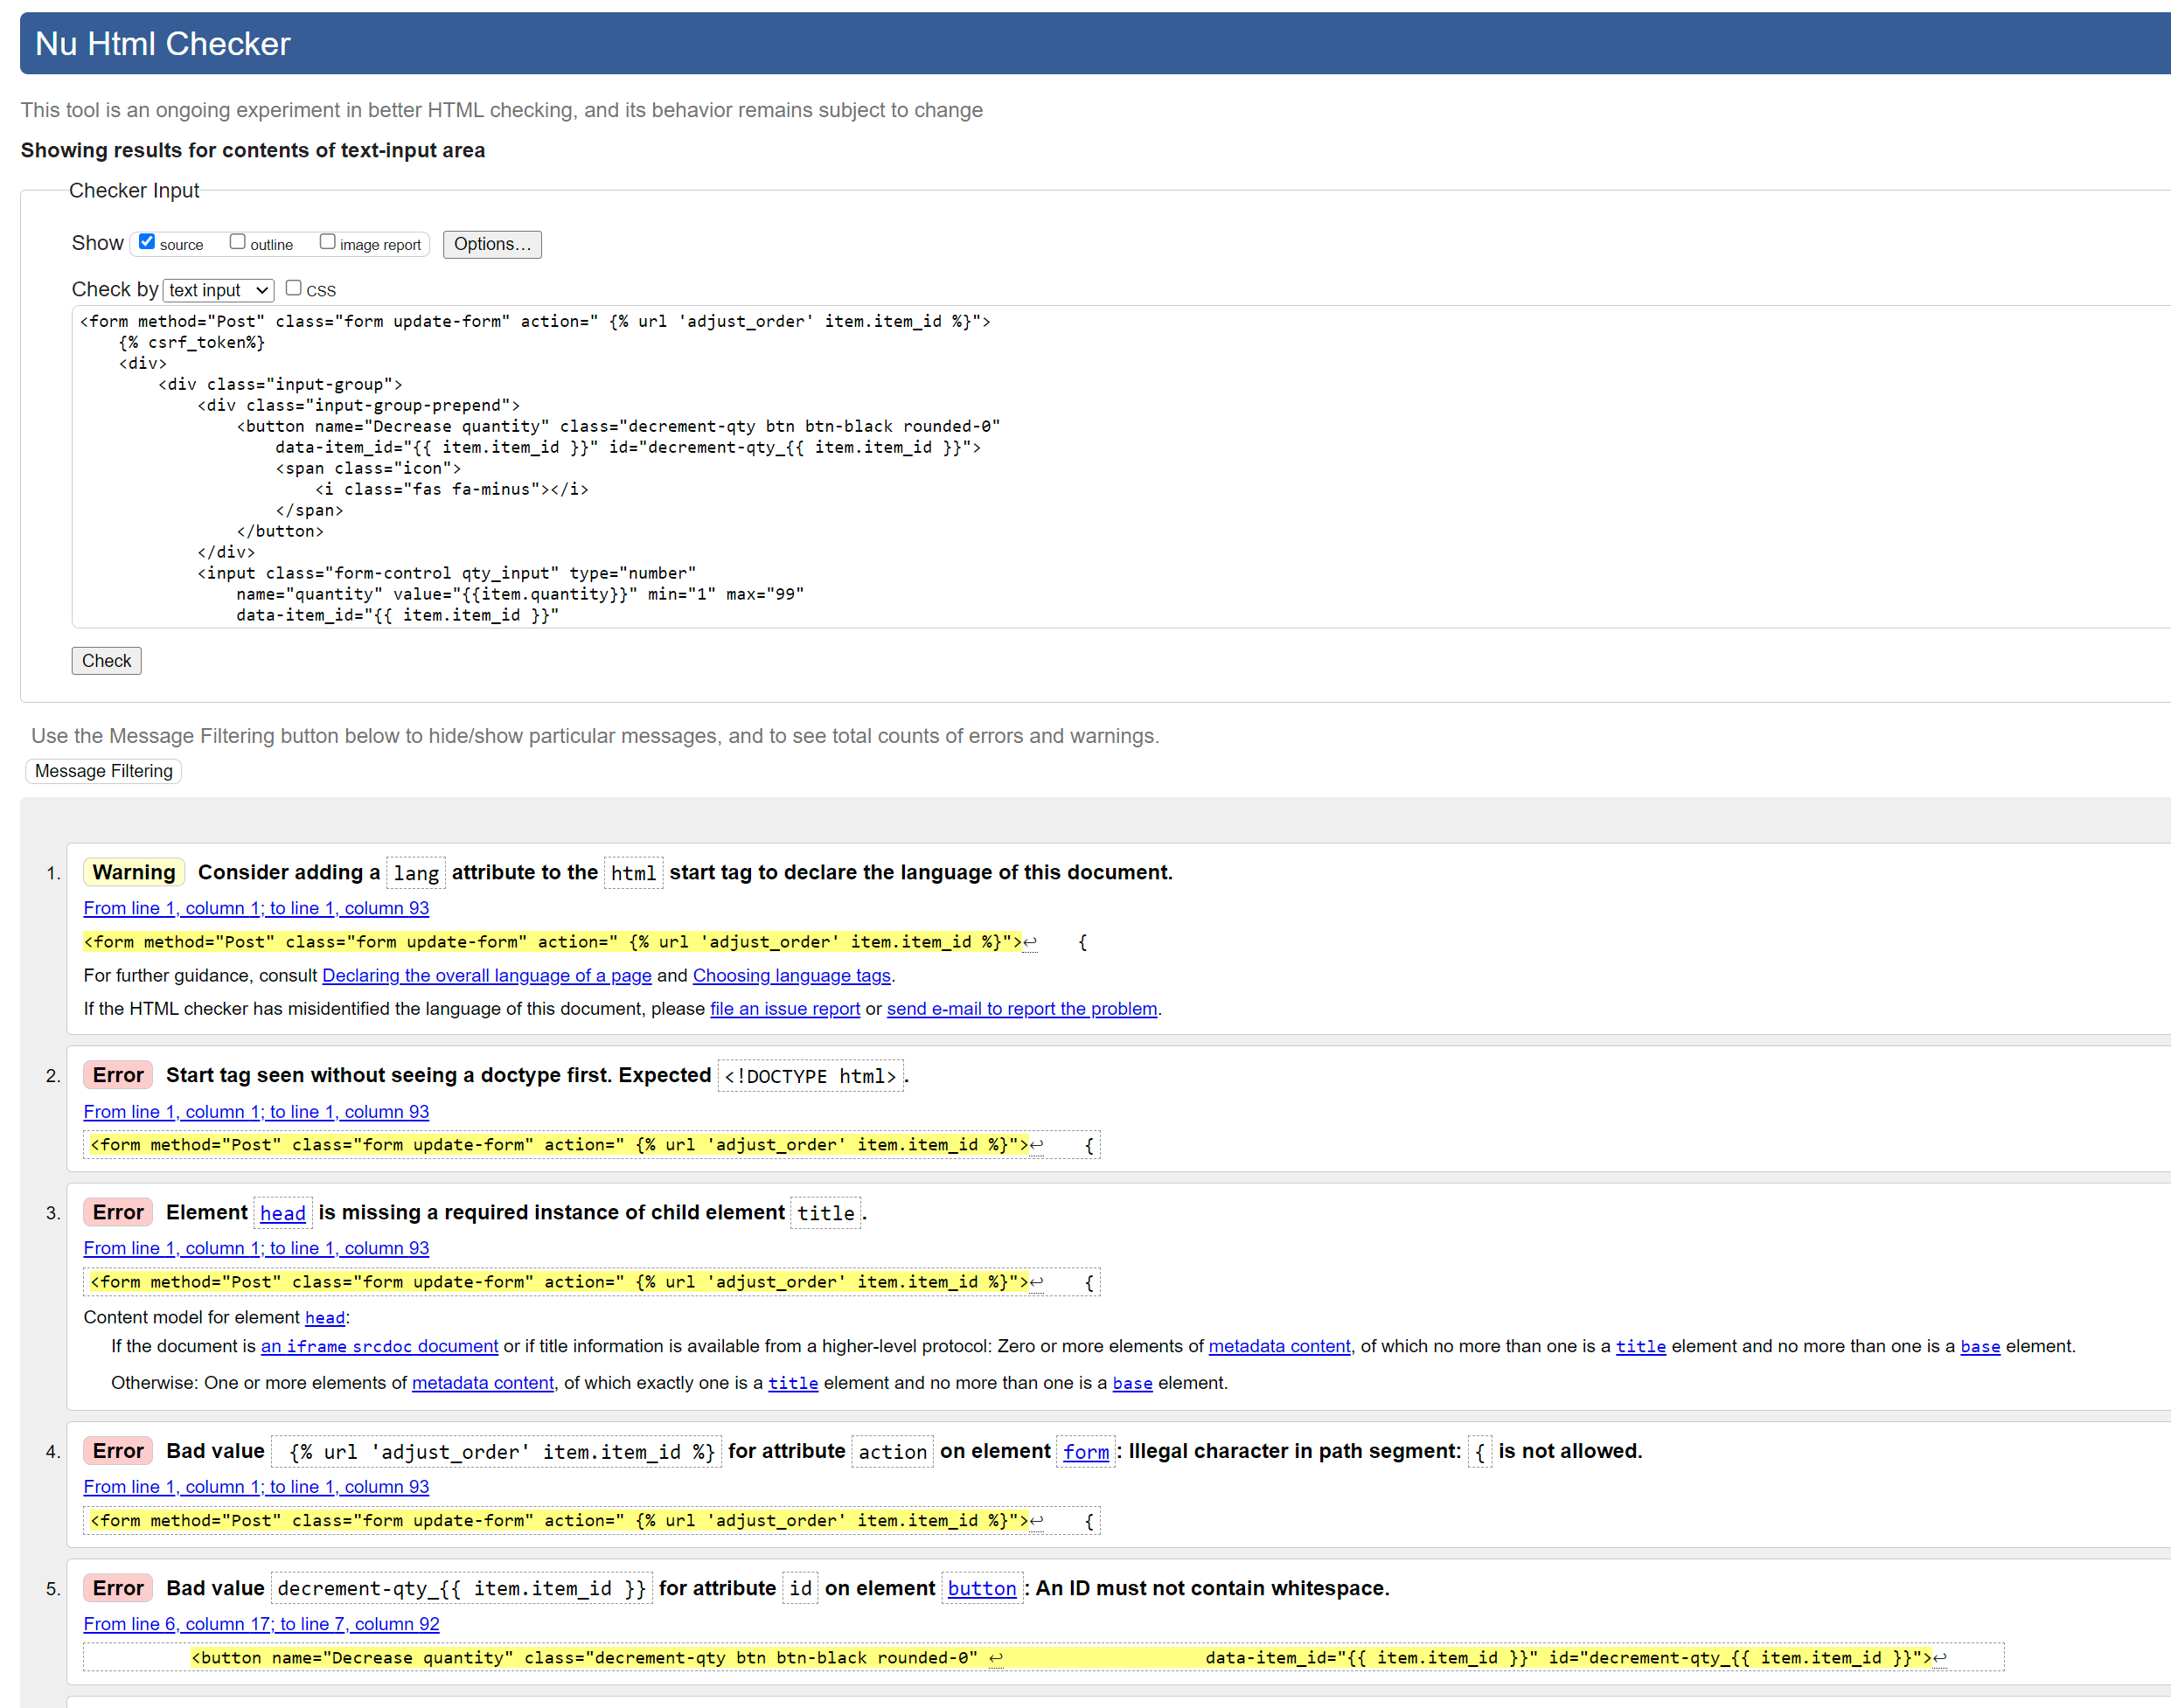 Nu Html Checker
This tool is an ongoing experiment in better HTML checking, and its behavior remains subject to change
Showing results for contents of text-input area
Checker Input
Show source outline image report Options...
Check by text input CSS
<form method="Post" class="form update-form" action=" {% url 'adjust_order' item.item_id %}">
    {% csrf_token%}
    <div>
        <div class="input-group">
            <div class="input-group-prepend">
                <button name="Decrease quantity" class="decrement-qty btn btn-black rounded-0"
                    data-item_id="{{ item.item_id }}" id="decrement-qty_{{ item.item_id }}">
                    <span class="icon">
                        <i class="fas fa-minus"></i>
                    </span>
                </button>
            </div>
            <input class="form-control qty_input" type="number"
                name="quantity" value="{{item.quantity}}" min="1" max="99"
                data-item_id="{{ item.item_id }}"
Check
Use the Message Filtering button below to hide/show particular messages, and to see total counts of errors and warnings.
Message Filtering
1. Warning Consider adding a lang attribute to the html start tag to declare the language of this document.
From line 1, column 1; to line 1, column 93
<form method="Post" class="form update-form" action=" {% url 'adjust_order' item.item_id %}">↩    {
For further guidance, consult Declaring the overall language of a page and Choosing language tags.
If the HTML checker has misidentified the language of this document, please file an issue report or send e-mail to report the problem.
2. Error Start tag seen without seeing a doctype first. Expected <!DOCTYPE html>.
From line 1, column 1; to line 1, column 93
<form method="Post" class="form update-form" action=" {% url 'adjust_order' item.item_id %}">↩    {
3. Error Element head is missing a required instance of child element title.
From line 1, column 1; to line 1, column 93
<form method="Post" class="form update-form" action=" {% url 'adjust_order' item.item_id %}">↩    {
Content model for element head:
If the document is an iframe srcdoc document or if title information is available from a higher-level protocol: Zero or more elements of metadata content, of which no more than one is a title element and no more than one is a base element.
Otherwise: One or more elements of metadata content, of which exactly one is a title element and no more than one is a base element.
4. Error Bad value  {% url 'adjust_order' item.item_id %} for attribute action on element form: Illegal character in path segment: { is not allowed.
From line 1, column 1; to line 1, column 93
<form method="Post" class="form update-form" action=" {% url 'adjust_order' item.item_id %}">↩    {
5. Error Bad value decrement-qty_{{ item.item_id }} for attribute id on element button: An ID must not contain whitespace.
From line 6, column 17; to line 7, column 92
<button name="Decrease quantity" class="decrement-qty btn btn-black rounded-0" ↩                    data-item_id="{{ item.item_id }}" id="decrement-qty_{{ item.item_id }}">↩